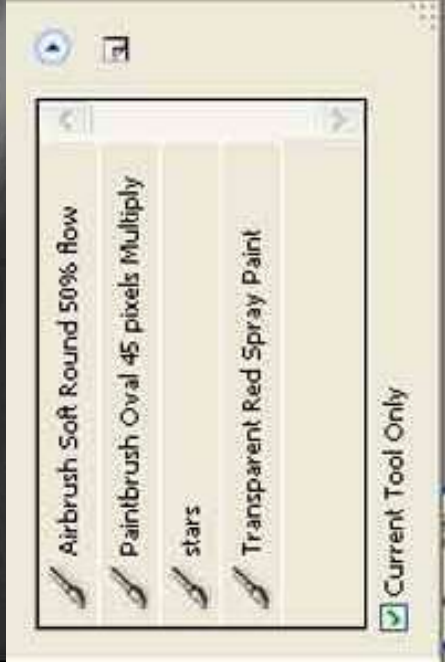 Airbrush Soft Round 50% flow
Paintbrush Oval 45 pixels Multiply
stars
Transparent Red Spray Paint
Current Tool Only